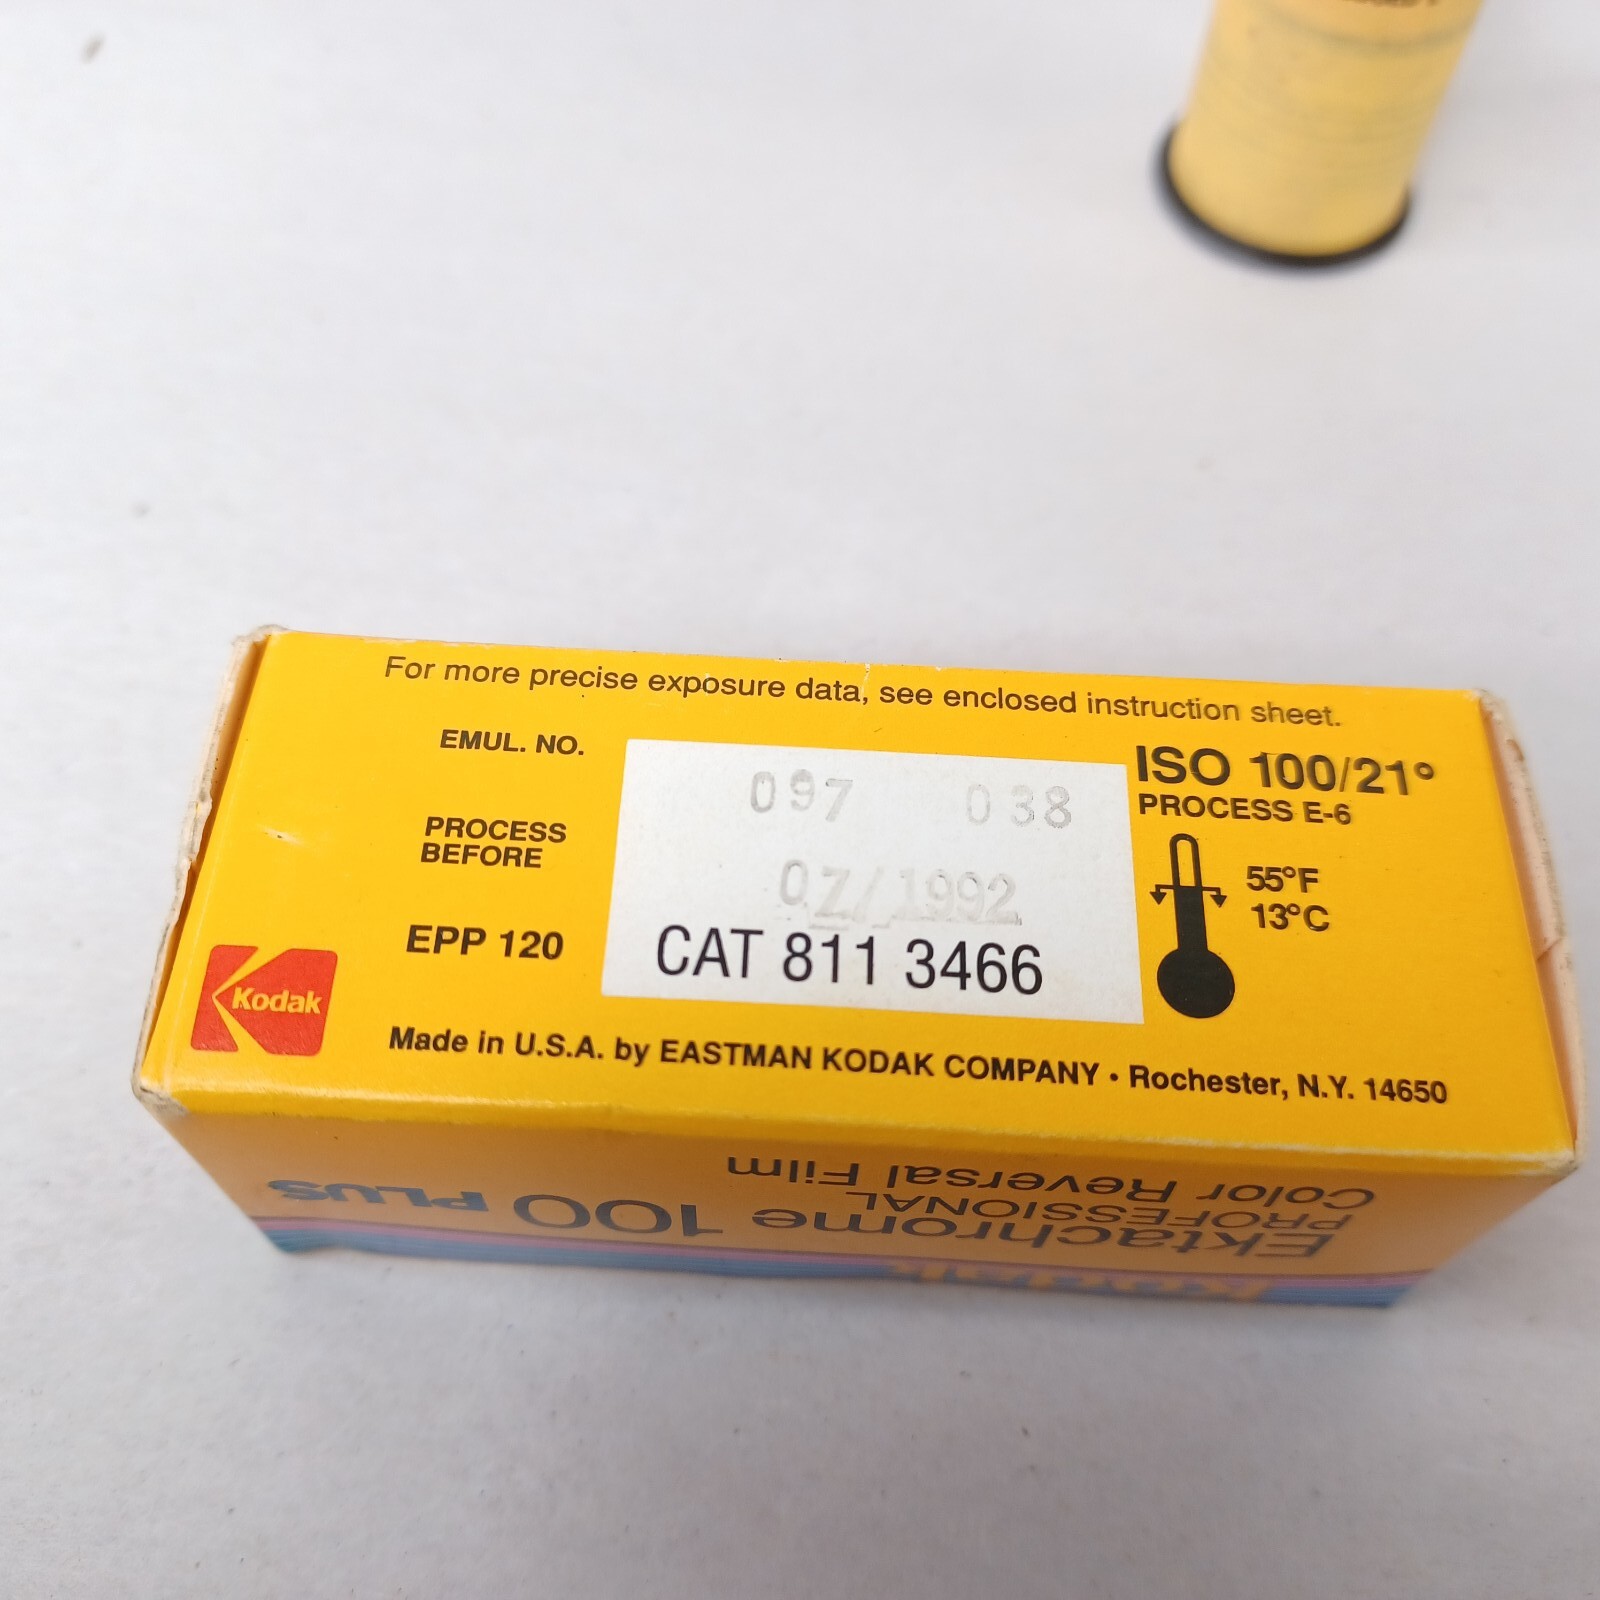 For more precise exposure data, see enclosed instruction sheet.
EMUL. NO.
097 038
ISO 100/21°
PROCESS E-6
PROCESS
BEFORE
0Z/1992
55°F
13°C
EPP 120
CAT 811 3466
Kodak
Made in U.S.A. by EASTMAN KODAK COMPANY • Rochester, N.Y. 14650
Kodak
Ektachrome 100 PLUS
PROFESSIONAL
Color Reversal Film